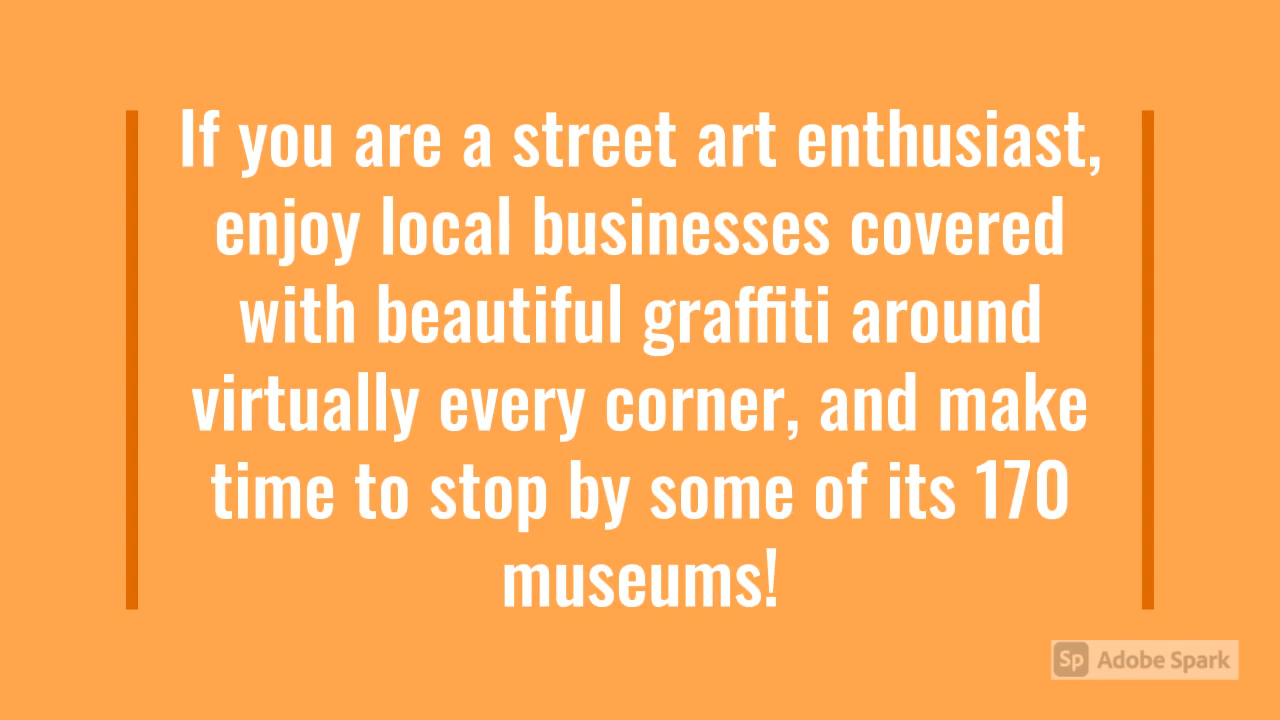 If you are a street art enthusiast,
enjoy local businesses covered
with beautiful graffiti around
virtually every corner, and make
time to stop by some of its 170
museums!
Sp Adobe Spark